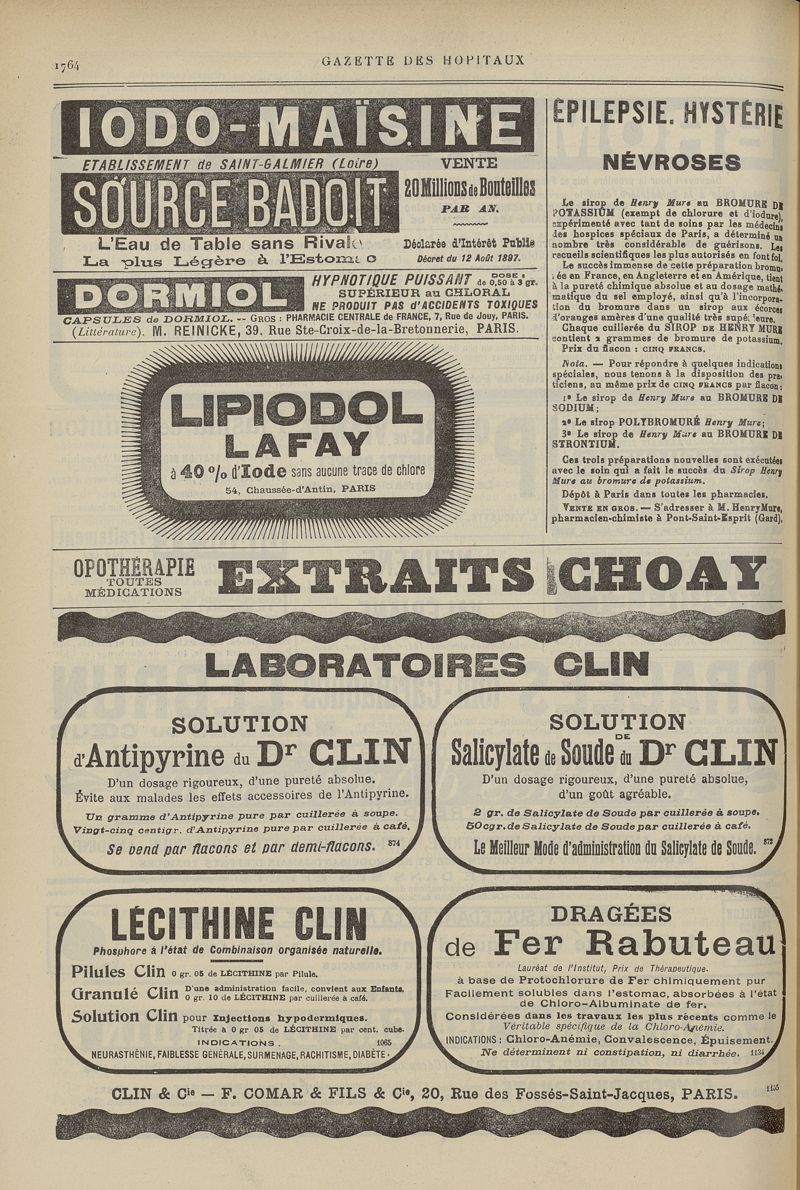 1764
GAZETTE DES HOPITAUX
IODO-MAÏSINE
ETABLISSEMENT de SAINT-GALMIER (Loire)
SOURCE BADOIT
VENTE
20 Millions de Bouteilles
PAR AN.
L'Eau de Table sans Rivale
La plus Légère à l'Estomac
Déclarée d'Intérêt Public
Décret du 12 Août 1897.
DORMIOL
HYPNOTIQUE PUISSANT DOSE : de 0,50 à 3 gr.
SUPÉRIEUR au CHLORAL
NE PRODUIT PAS d'ACCIDENTS TOXIQUES
CAPSULES de DORMIOL. -- GROS : PHARMACIE CENTRALE de FRANCE, 7, Rue de Jouy, PARIS.
(Littérature). M. REINICKE, 39, Rue Ste-Croix-de-la-Bretonnerie, PARIS.
LIPIODOL
LAFAY
à 40 % d'Iode sans aucune trace de chlore
54, Chaussée-d'Antin, PARIS
ÉPILEPSIE. HYSTÉRIE
NÉVROSES
Le sirop de Henry Mure au BROMURE DE
POTASSIUM (exempt de chlorure et d'iodure),
expérimenté avec tant de soins par les médecins
des hospices spéciaux de Paris, a déterminé un
nombre très considérable de guérisons. Les
recueils scientifiques les plus autorisés en font foi.
Le succès immense de cette préparation bromu-
rée en France, en Angleterre et en Amérique, tient
à la pureté chimique absolue et au dosage mathé-
matique du sel employé, ainsi qu'à l'incorpora-
tion du bromure dans un sirop aux écorces
d'oranges amères d'une qualité très supérieure.
Chaque cuillerée du SIROP DE HENRY MURE
contient 2 grammes de bromure de potassium.
Prix du flacon : CINQ FRANCS.
Nota. — Pour répondre à quelques indications
spéciales, nous tenons à la disposition des pra-
ticiens, au même prix de CINQ FRANCS par flacon:
1º Le sirop de Henry Mure au BROMURE DE
SODIUM;
2º Le sirop POLYBROMURÉ Henry Mure;
3º Le sirop de Henry Mure au BROMURE DE
STRONTIUM.
Ces trois préparations nouvelles sont exécutées
avec le soin qui a fait le succès du Sirop Henry
Mure au bromure de potassium.
Dépôt à Paris dans toutes les pharmacies.
VENTE EN GROS. — S'adresser à M. Henry Mure,
pharmacien-chimiste à Pont-Saint-Esprit (Gard).
OPOTHÉRAPIE
TOUTES
MÉDICATIONS
EXTRAITS CHOAY
LABORATOIRES CLIN
SOLUTION
d'Antipyrine du Dr CLIN
D'un dosage rigoureux, d'une pureté absolue.
Évite aux malades les effets accessoires de l'Antipyrine.
Un gramme d'Antipyrine pure par cuillerée à soupe.
Vingt-cinq centigr. d'Antipyrine pure par cuillerée à café.
Se vend par flacons et par demi-flacons. 874
SOLUTION
DE
Salicylate de Soude du Dr CLIN
D'un dosage rigoureux, d'une pureté absolue,
d'un goût agréable.
2 gr. de Salicylate de Soude par cuillerée à soupe.
50 cgr. de Salicylate de Soude par cuillerée à café.
Le Meilleur Mode d'administration du Salicylate de Soude. 872
LÉCITHINE CLIN
Phosphore à l'état de Combinaison organisée naturelle.
Pilules Clin 0 gr. 05 de LÉCITHINE par Pilule.
Granulé Clin D'une administration facile, convient aux Enfants.
0 gr. 10 de LÉCITHINE par cuillerée à café.
Solution Clin pour Injections hypodermiques.
Titrée à 0 gr 05 de LÉCITHINE par cent. cube.
INDICATIONS. 1065
NEURASTHÉNIE, FAIBLESSE GÉNÉRALE, SURMENAGE, RACHITISME, DIABÈTE.
DRAGÉES
de Fer Rabuteau
Lauréat de l'Institut, Prix de Thérapeutique.
à base de Protochlorure de Fer chimiquement pur
Facilement solubles dans l'estomac, absorbées à l'état
de Chloro-Albuminate de fer.
Considérées dans les travaux les plus récents comme le
Véritable spécifique de la Chloro-Anémie.
INDICATIONS : Chloro-Anémie, Convalescence, Épuisement.
Ne déterminent ni constipation, ni diarrhée. 1134
CLIN & Cie — F. COMAR & FILS & Cie, 20, Rue des Fossés-Saint-Jacques, PARIS. 1135